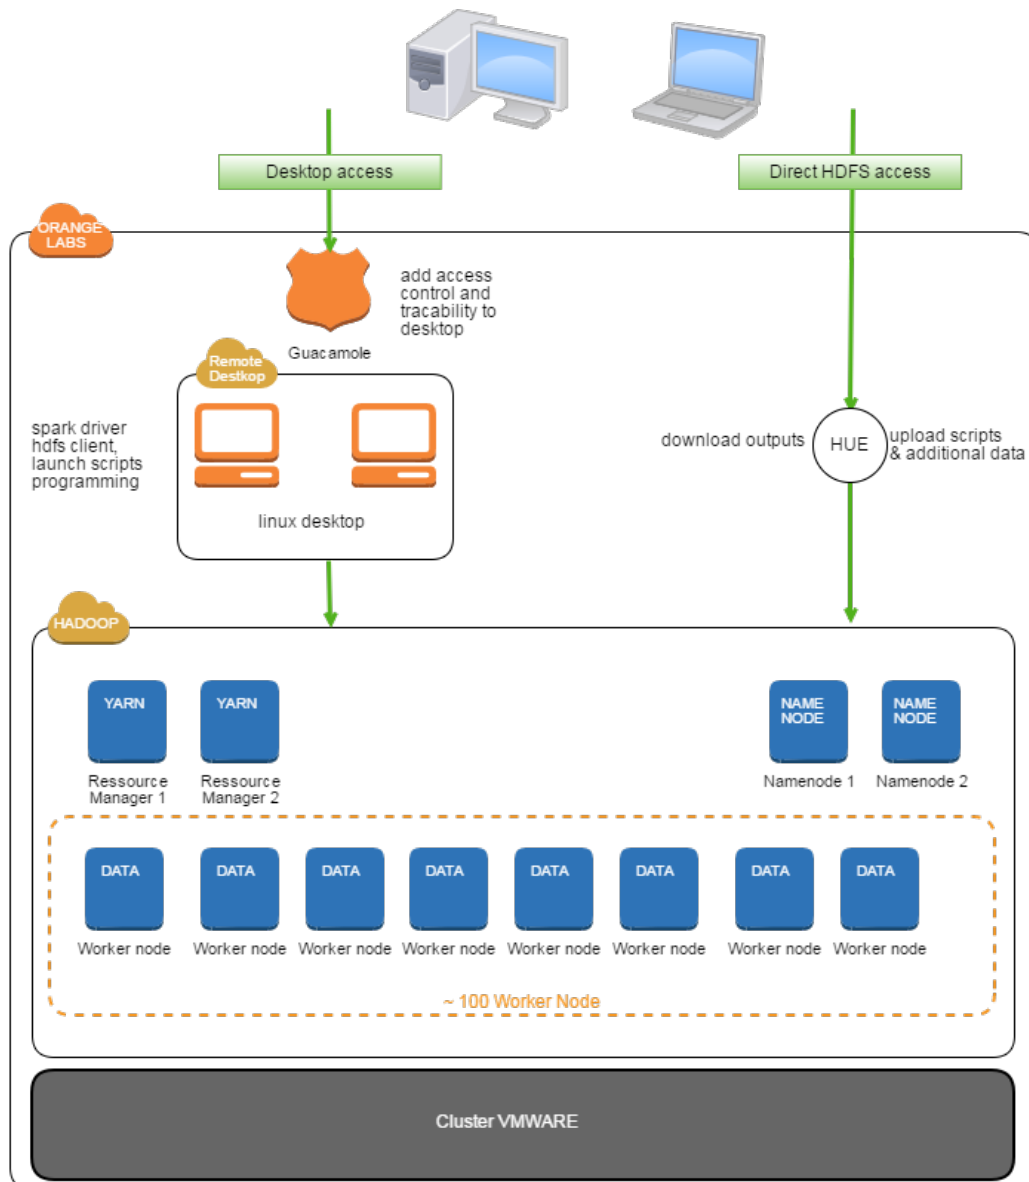 Desktop access
Direct HDFS access
ORANGE
LABS
add access
control and
tracability to
desktop
Guacamole
Remote
Destkop
spark driver
hdfs client,
launch scripts
programming
linux desktop
download outputs
HUE
upload scripts
& additional data
HADOOP
YARN
YARN
NAME
NODE
NAME
NODE
Ressource
Manager 1
Ressource
Manager 2
Namenode 1
Namenode 2
DATA
DATA
DATA
DATA
DATA
DATA
DATA
DATA
Worker node
Worker node
Worker node
Worker node
Worker node
Worker node
Worker node
Worker node
~ 100 Worker Node
Cluster VMWARE